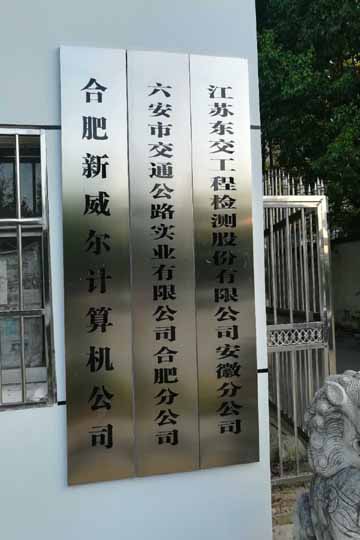 江苏东交工程检测股份有限公司安徽分公司
六安市交通公路实业有限公司合肥分公司
合肥新威尔计算机公司